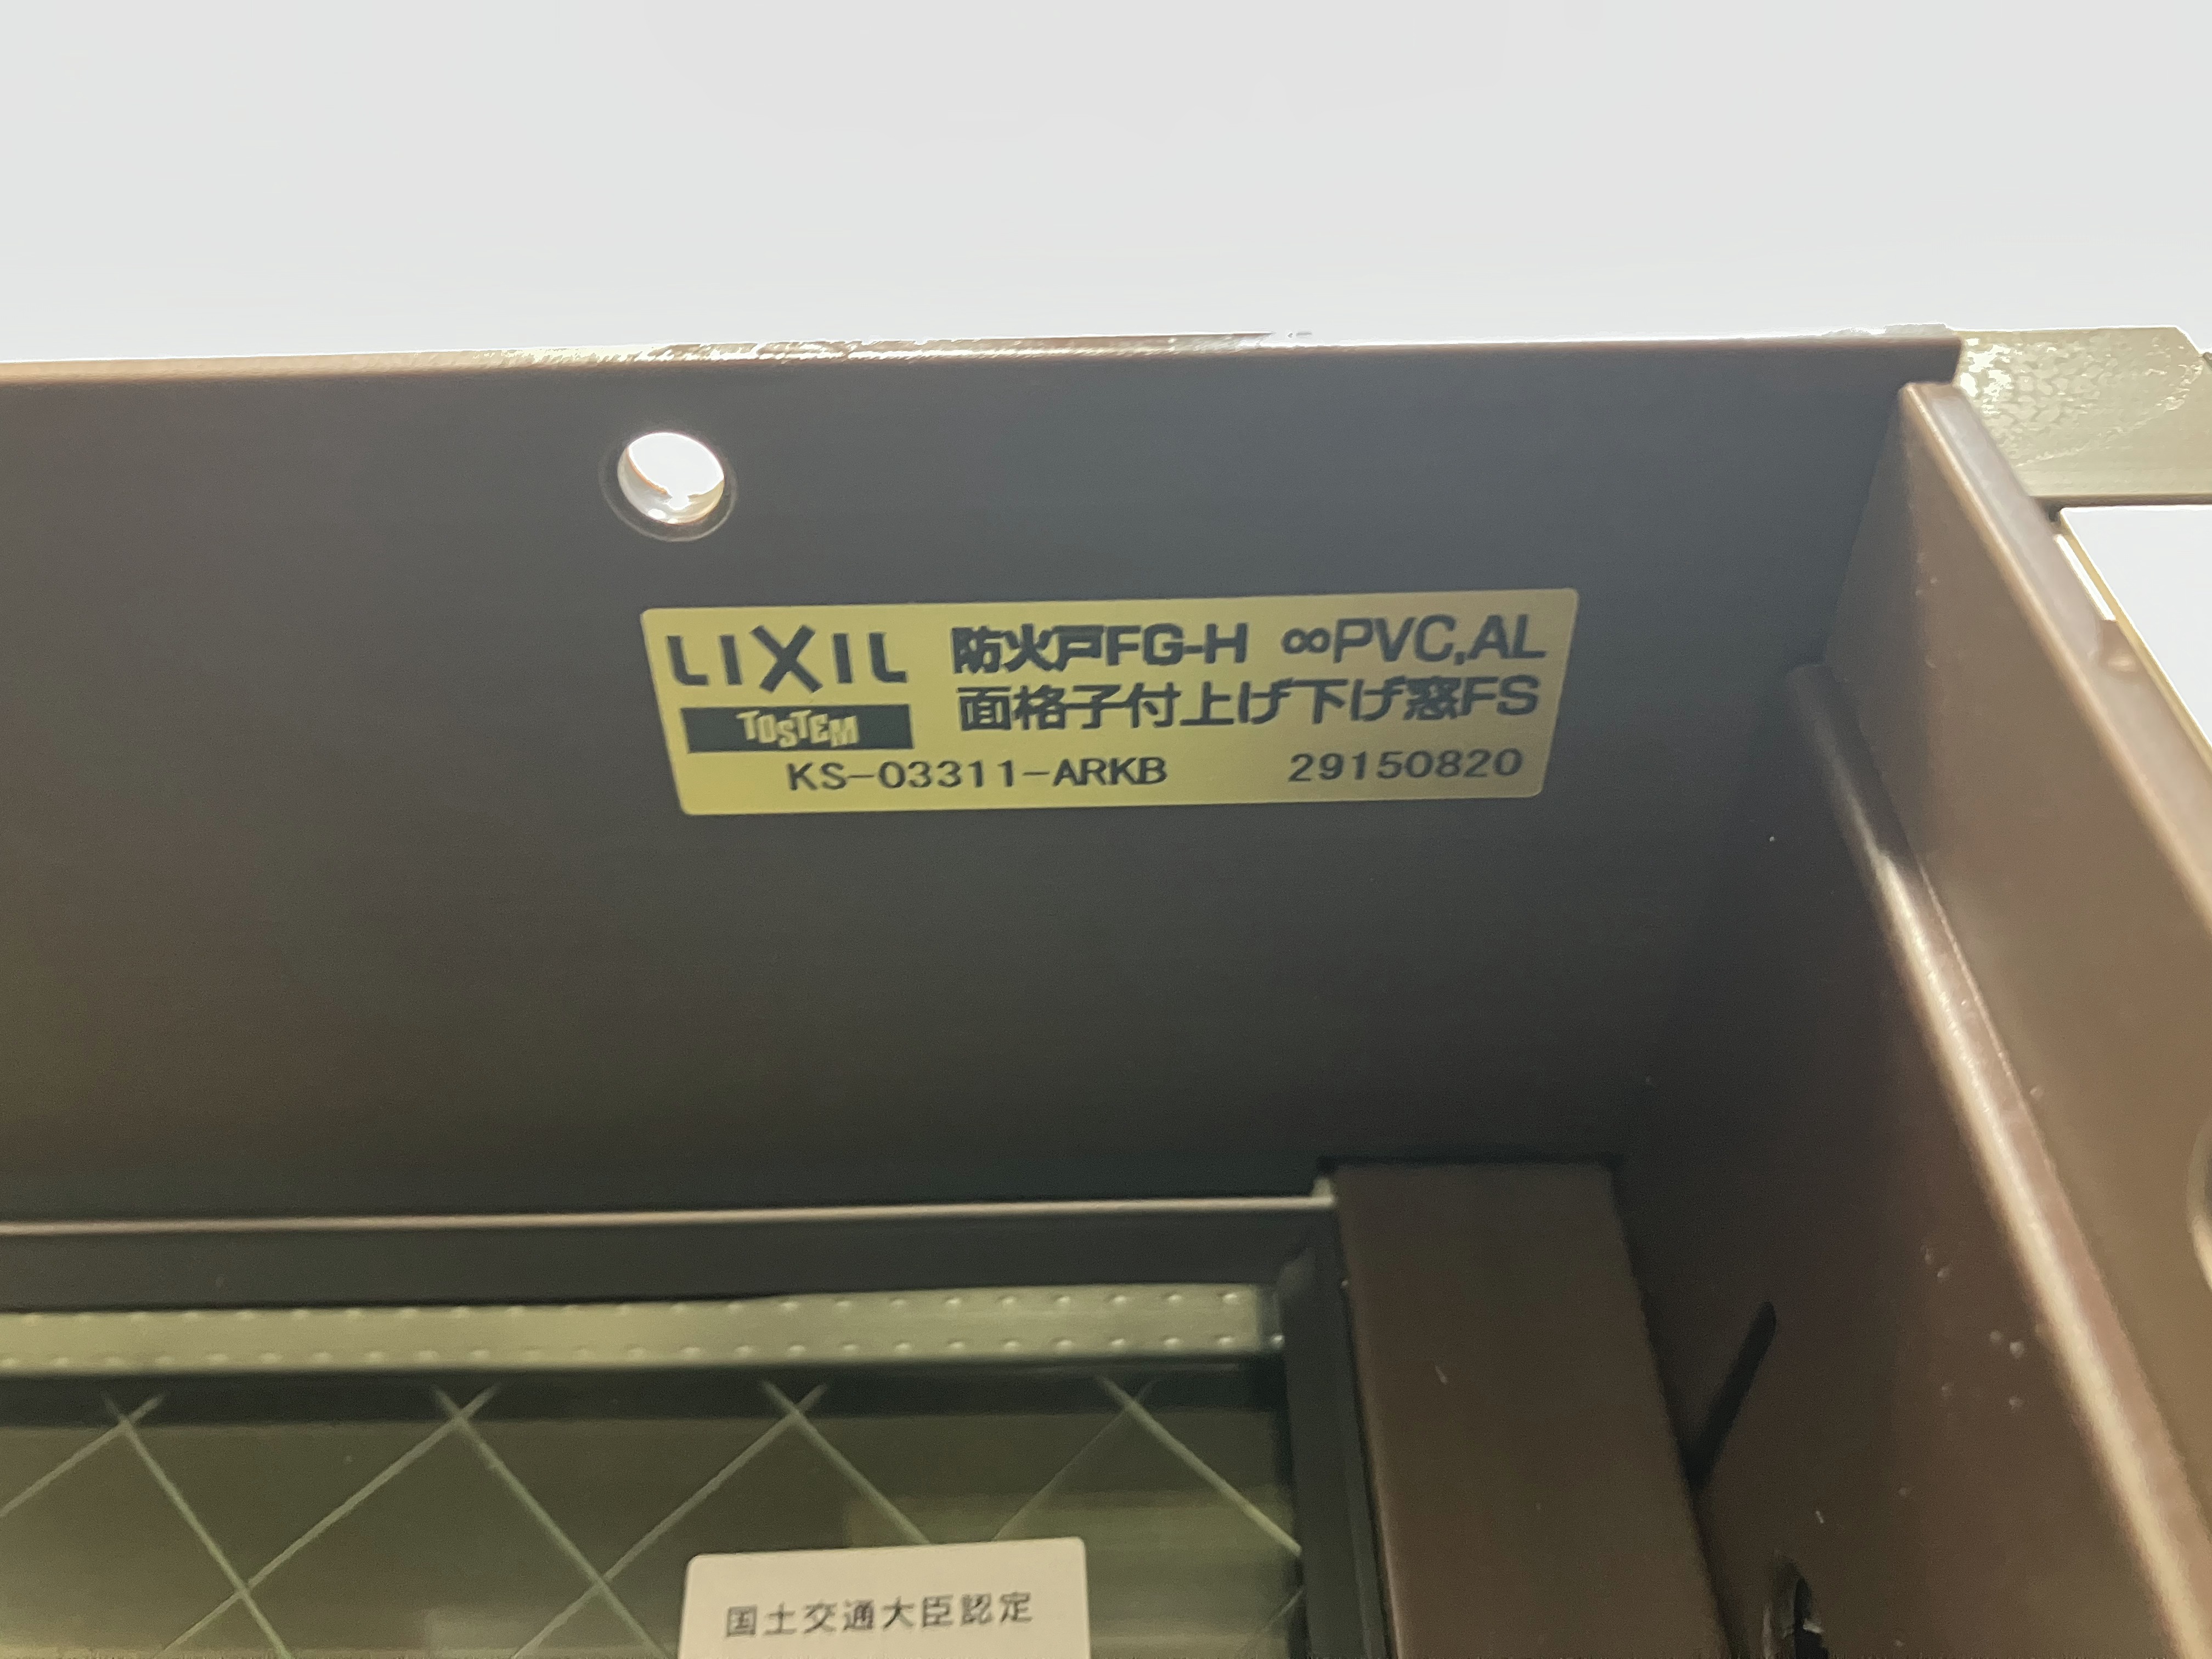 LIXIL 防火戸FG-H ∞PVC,AL
TOSTEM 面格子付上げ下げ窓FS
KS-03311-ARKB 29150820
国土交通大臣認定